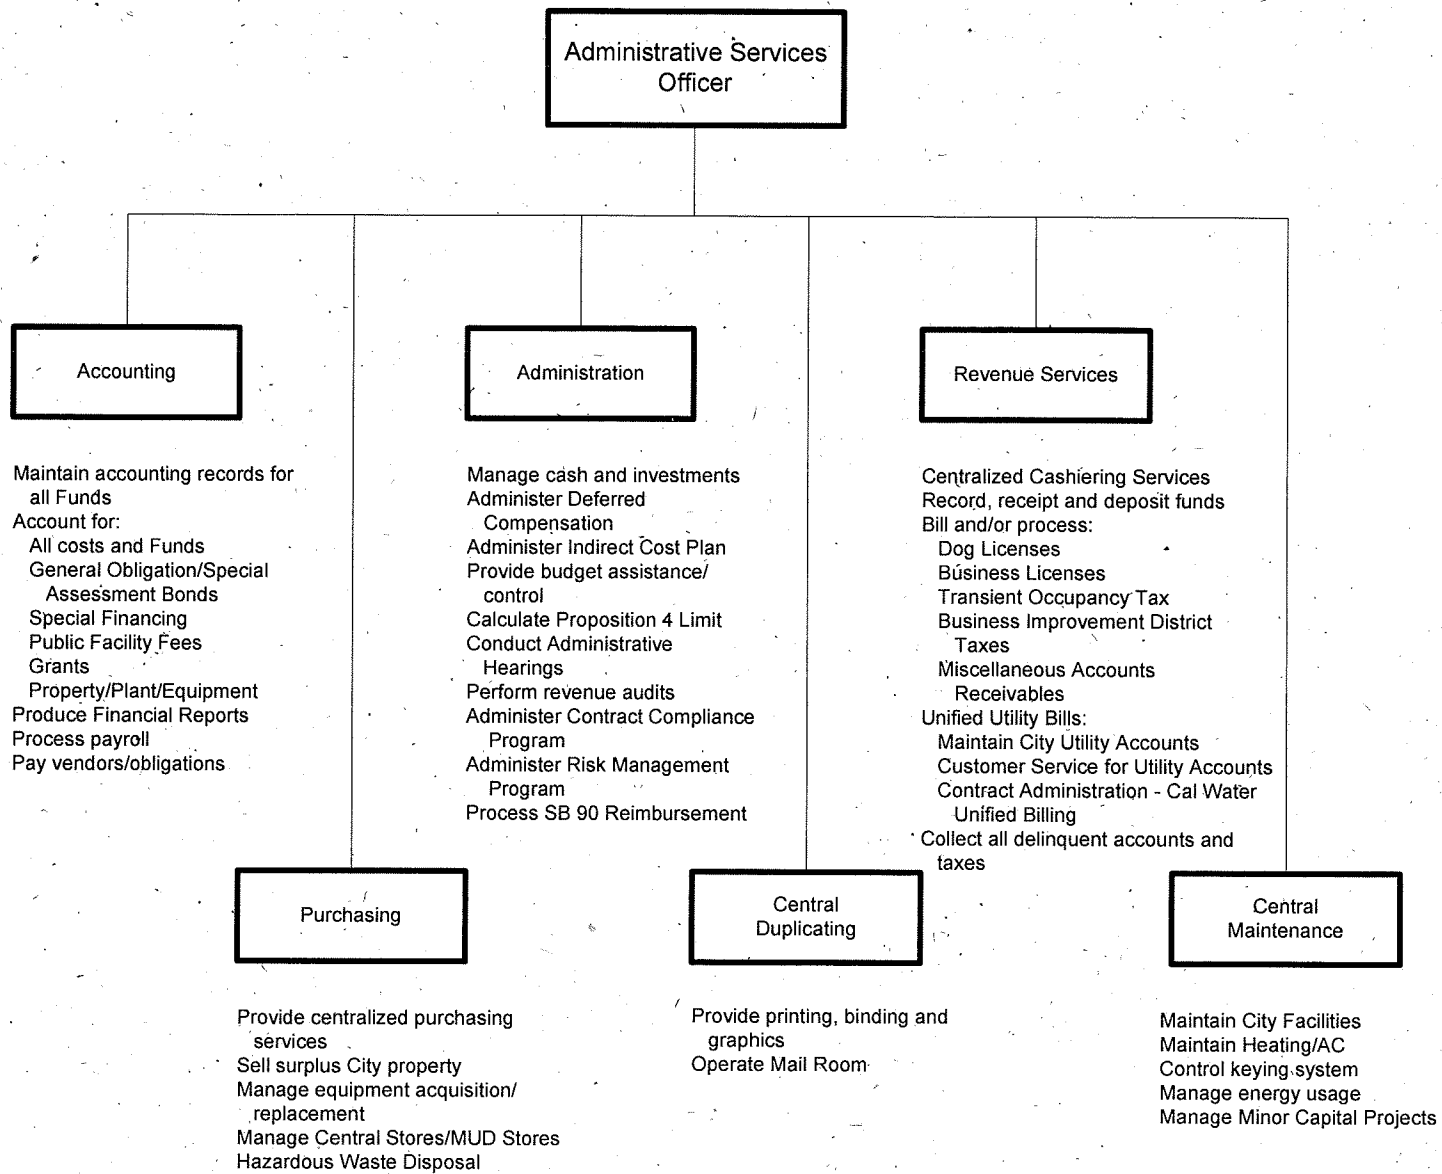 Administrative Services
Officer
Accounting
Maintain accounting records for
all Funds
Account for:
All costs and Funds
General Obligation/Special
Assessment Bonds
Special Financing
Public Facility Fees
Grants
Property/Plant/Equipment
Produce Financial Reports
Process payroll
Pay vendors/obligations
Administration
Manage cash and investments
Administer Deferred
Compensation
Administer Indirect Cost Plan
Provide budget assistance/
control
Calculate Proposition 4 Limit
Conduct Administrative
Hearings
Perform revenue audits
Administer Contract Compliance
Program
Administer Risk Management
Program
Process SB 90 Reimbursement
Revenue Services
Centralized Cashiering Services
Record, receipt and deposit funds
Bill and/or process:
Dog Licenses
Business Licenses
Transient Occupancy Tax
Business Improvement District
Taxes
Miscellaneous Accounts
Receivables
Unified Utility Bills:
Maintain City Utility Accounts
Customer Service for Utility Accounts
Contract Administration - Cal Water
Unified Billing
Collect all delinquent accounts and
taxes
Purchasing
Provide centralized purchasing
services
Sell surplus City property
Manage equipment acquisition/
replacement
Manage Central Stores/MUD Stores
Hazardous Waste Disposal
Central
Duplicating
Provide printing, binding and
graphics
Operate Mail Room
Central
Maintenance
Maintain City Facilities
Maintain Heating/AC
Control keying system
Manage energy usage
Manage Minor Capital Projects